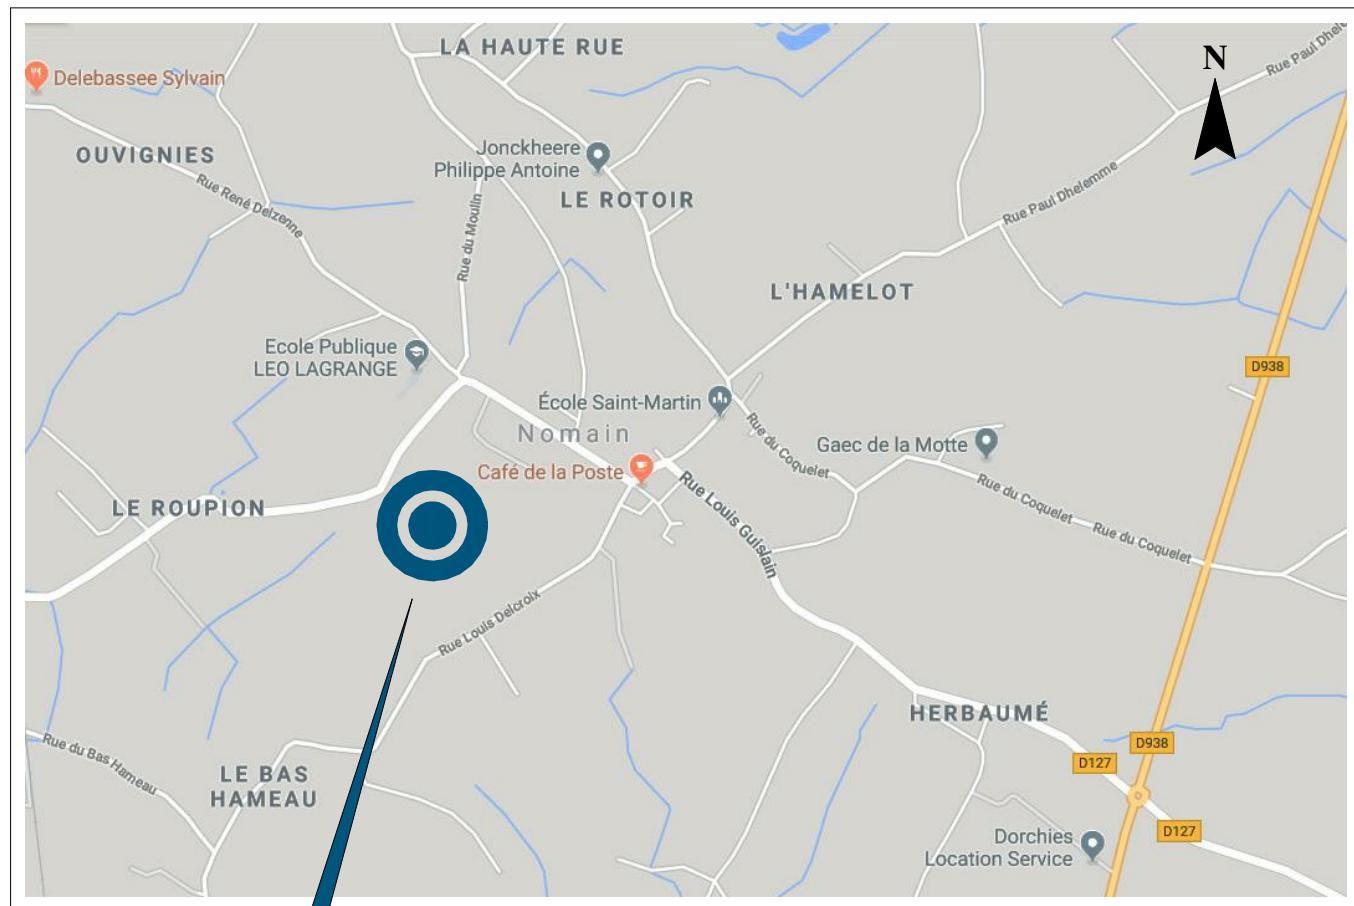 LA HAUTE RUE
N
Rue Paul Dhele
Delebassee Sylvain
OUVIGNIES
Jonckheere
Philippe Antoine
Rue René Delzenne
LE ROTOIR
Rue Paul Dhelemme
Rue du Moulin
L'HAMELOT
Ecole Publique
LEO LAGRANGE
D938
École Saint-Martin
Nomain
Rue du Coquelet
Gaec de la Motte
Café de la Poste
Rue du Coquelet
Rue du Coquelet
LE ROUPION
Rue Louis Guislain
Rue Louis Delcroix
HERBAUMÉ
D938
Rue du Bas Hameau
D127
LE BAS
HAMEAU
D127
Dorchies
Location Service